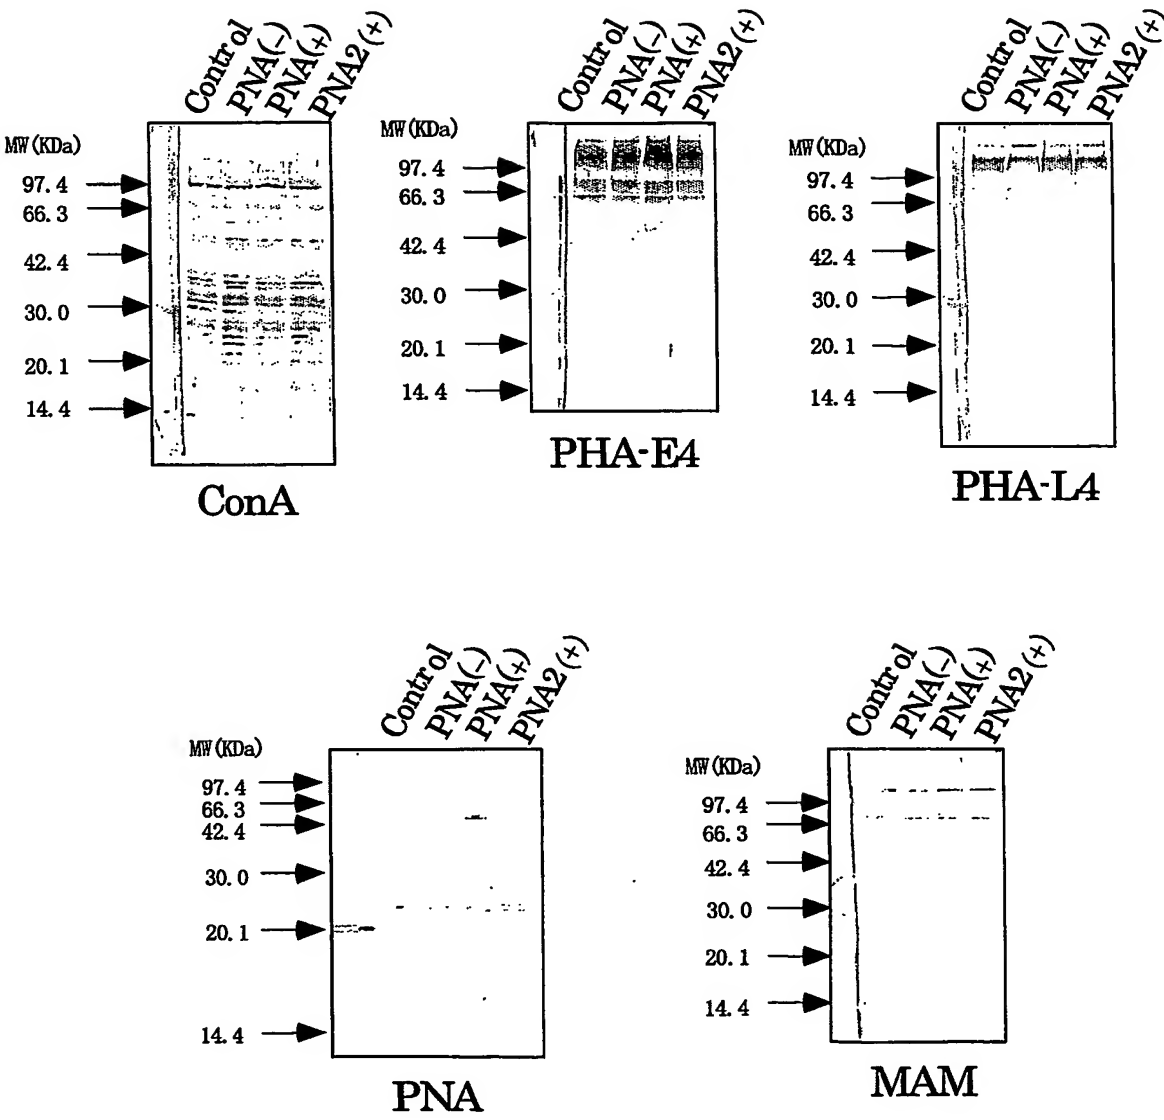 Control PNA(-) PNA(+) PNA2(+)
MW(KDa)
97.4
66.3
42.4
30.0
20.1
14.4
ConA
Control PNA(-) PNA(+) PNA2(+)
MW(KDa)
97.4
66.3
42.4
30.0
20.1
14.4
PHA-E4
Control PNA(-) PNA(+) PNA2(+)
MW(KDa)
97.4
66.3
42.4
30.0
20.1
14.4
PHA-L4
Control PNA(-) PNA(+) PNA2(+)
MW(KDa)
97.4
66.3
42.4
30.0
20.1
14.4
PNA
Control PNA(-) PNA(+) PNA2(+)
MW(KDa)
97.4
66.3
42.4
30.0
20.1
14.4
MAM